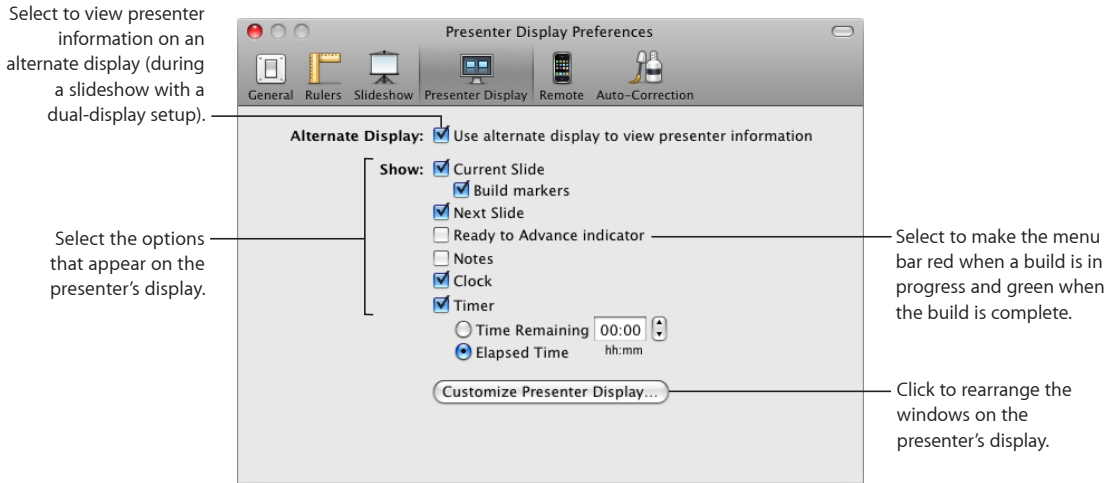 Select to view presenter
information on an
alternate display (during
a slideshow with a
dual-display setup).
Presenter Display Preferences
General Rulers Slideshow Presenter Display Remote Auto-Correction
Alternate Display: Use alternate display to view presenter information
Show: Current Slide
Build markers
Next Slide
Ready to Advance indicator
Notes
Clock
Timer
Time Remaining 00:00
Elapsed Time hh:mm
Customize Presenter Display...
Select the options
that appear on the
presenter’s display.
Select to make the menu
bar red when a build is in
progress and green when
the build is complete.
Click to rearrange the
windows on the
presenter’s display.